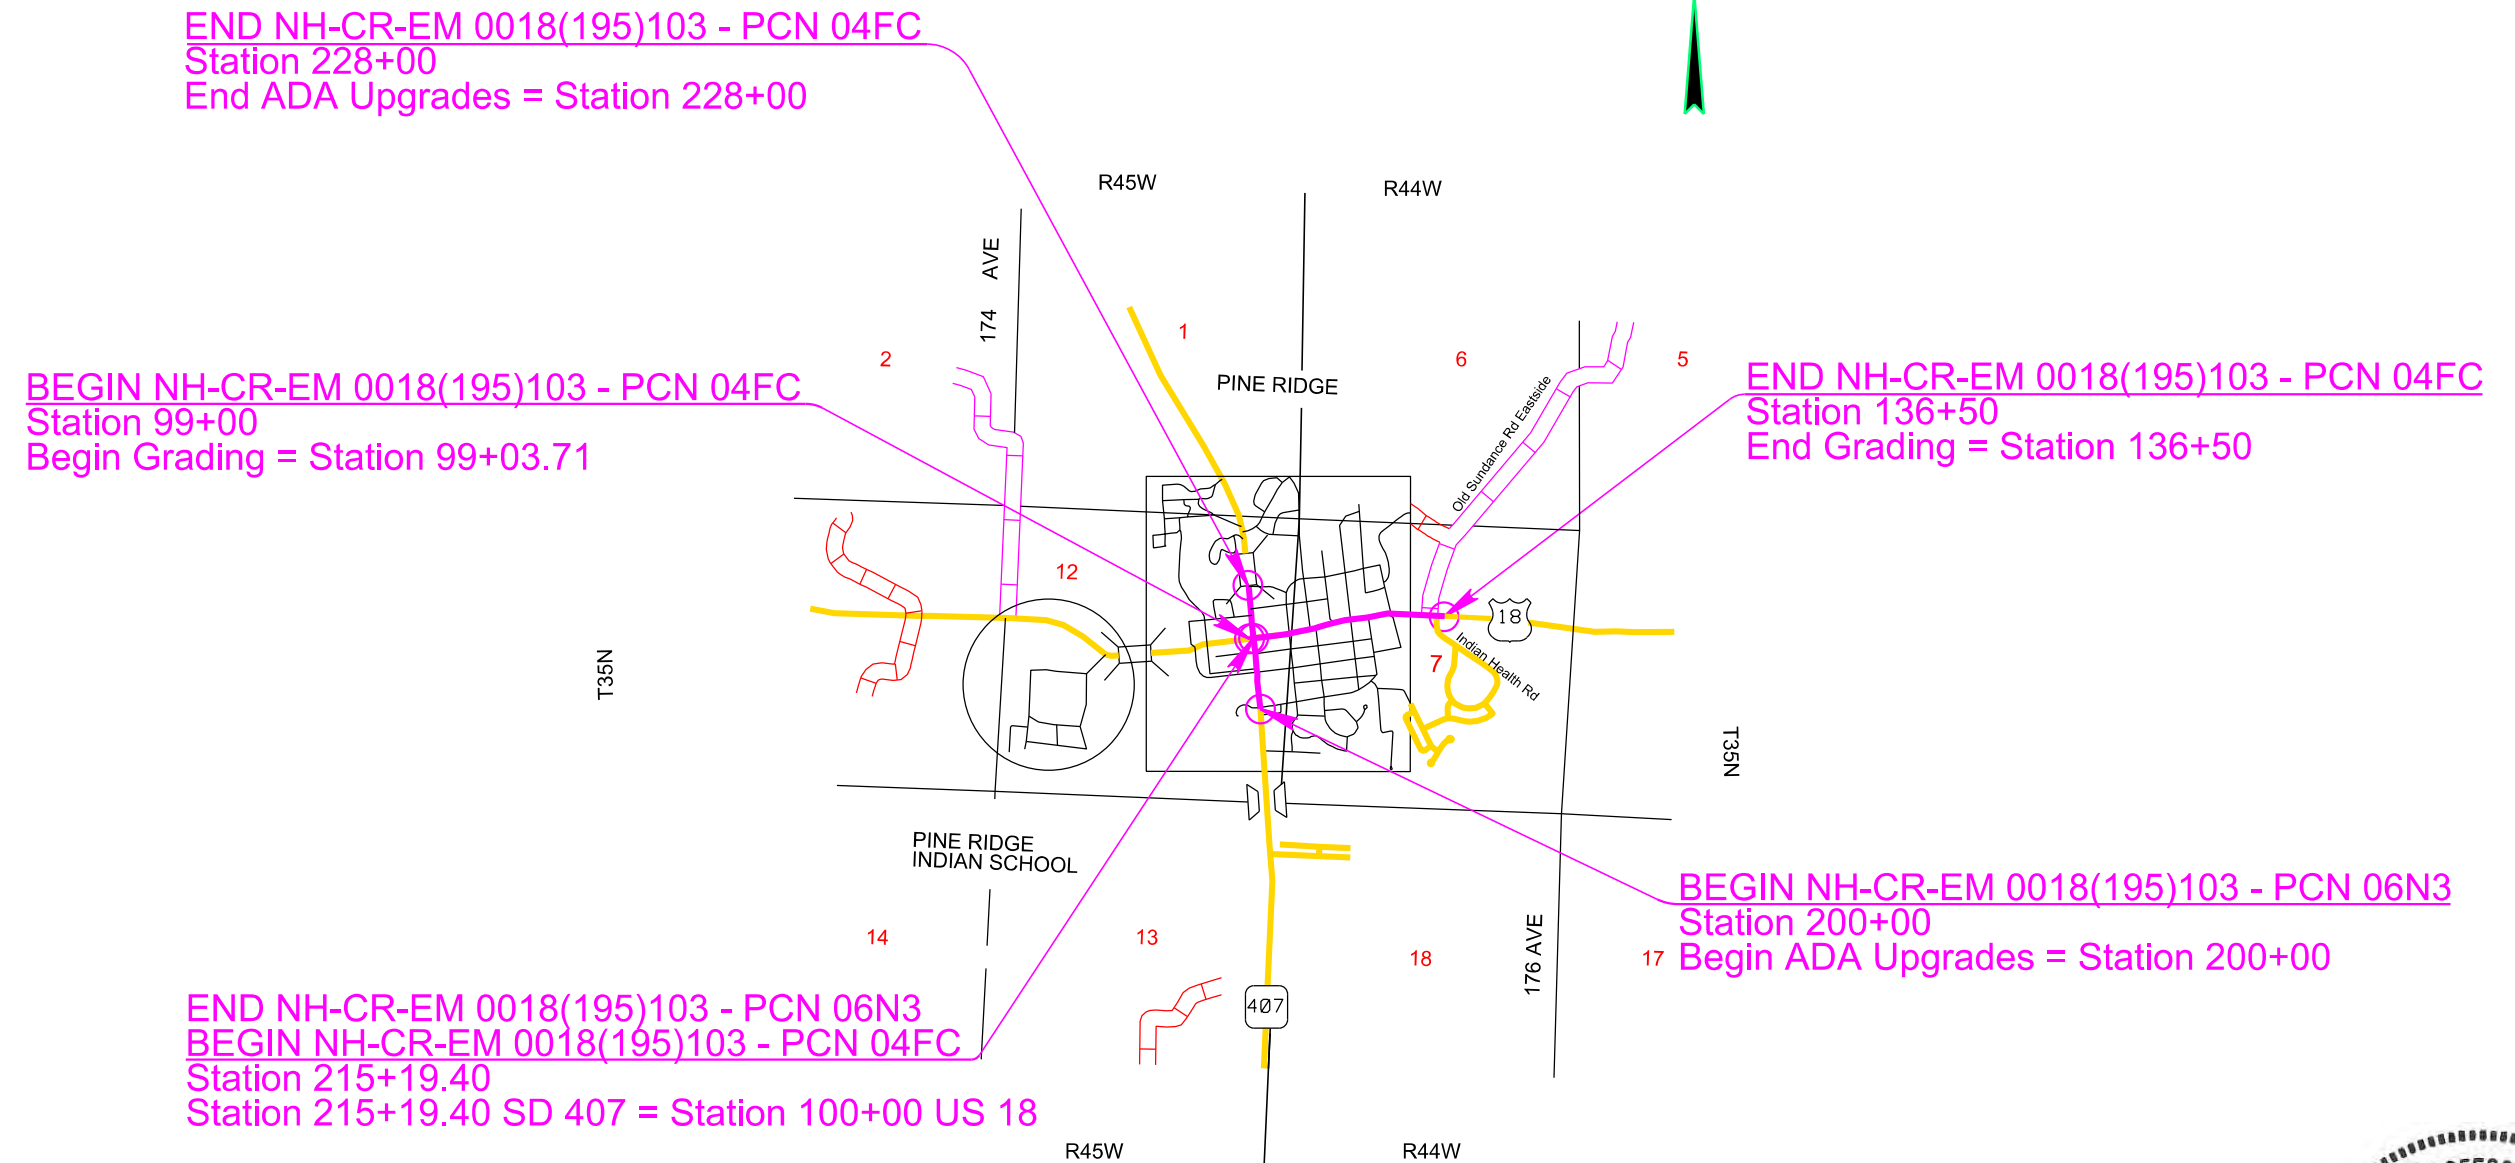 END NH-CR-EM 0018(195)103 - PCN 04FC
Station 228+00
End ADA Upgrades = Station 228+00
R45W
R44W
174 AVE
2
1
6
5
PINE RIDGE
Old Sundance Rd Eastside
BEGIN NH-CR-EM 0018(195)103 - PCN 04FC
Station 99+00
Begin Grading = Station 99+03.71
END NH-CR-EM 0018(195)103 - PCN 04FC
Station 136+50
End Grading = Station 136+50
12
18
7
Indian Health Rd
T35N
T35N
PINE RIDGE
INDIAN SCHOOL
14
13
18
17
176 AVE
407
BEGIN NH-CR-EM 0018(195)103 - PCN 06N3
Station 200+00
Begin ADA Upgrades = Station 200+00
END NH-CR-EM 0018(195)103 - PCN 06N3
BEGIN NH-CR-EM 0018(195)103 - PCN 04FC
Station 215+19.40
Station 215+19.40 SD 407 = Station 100+00 US 18
R45W
R44W